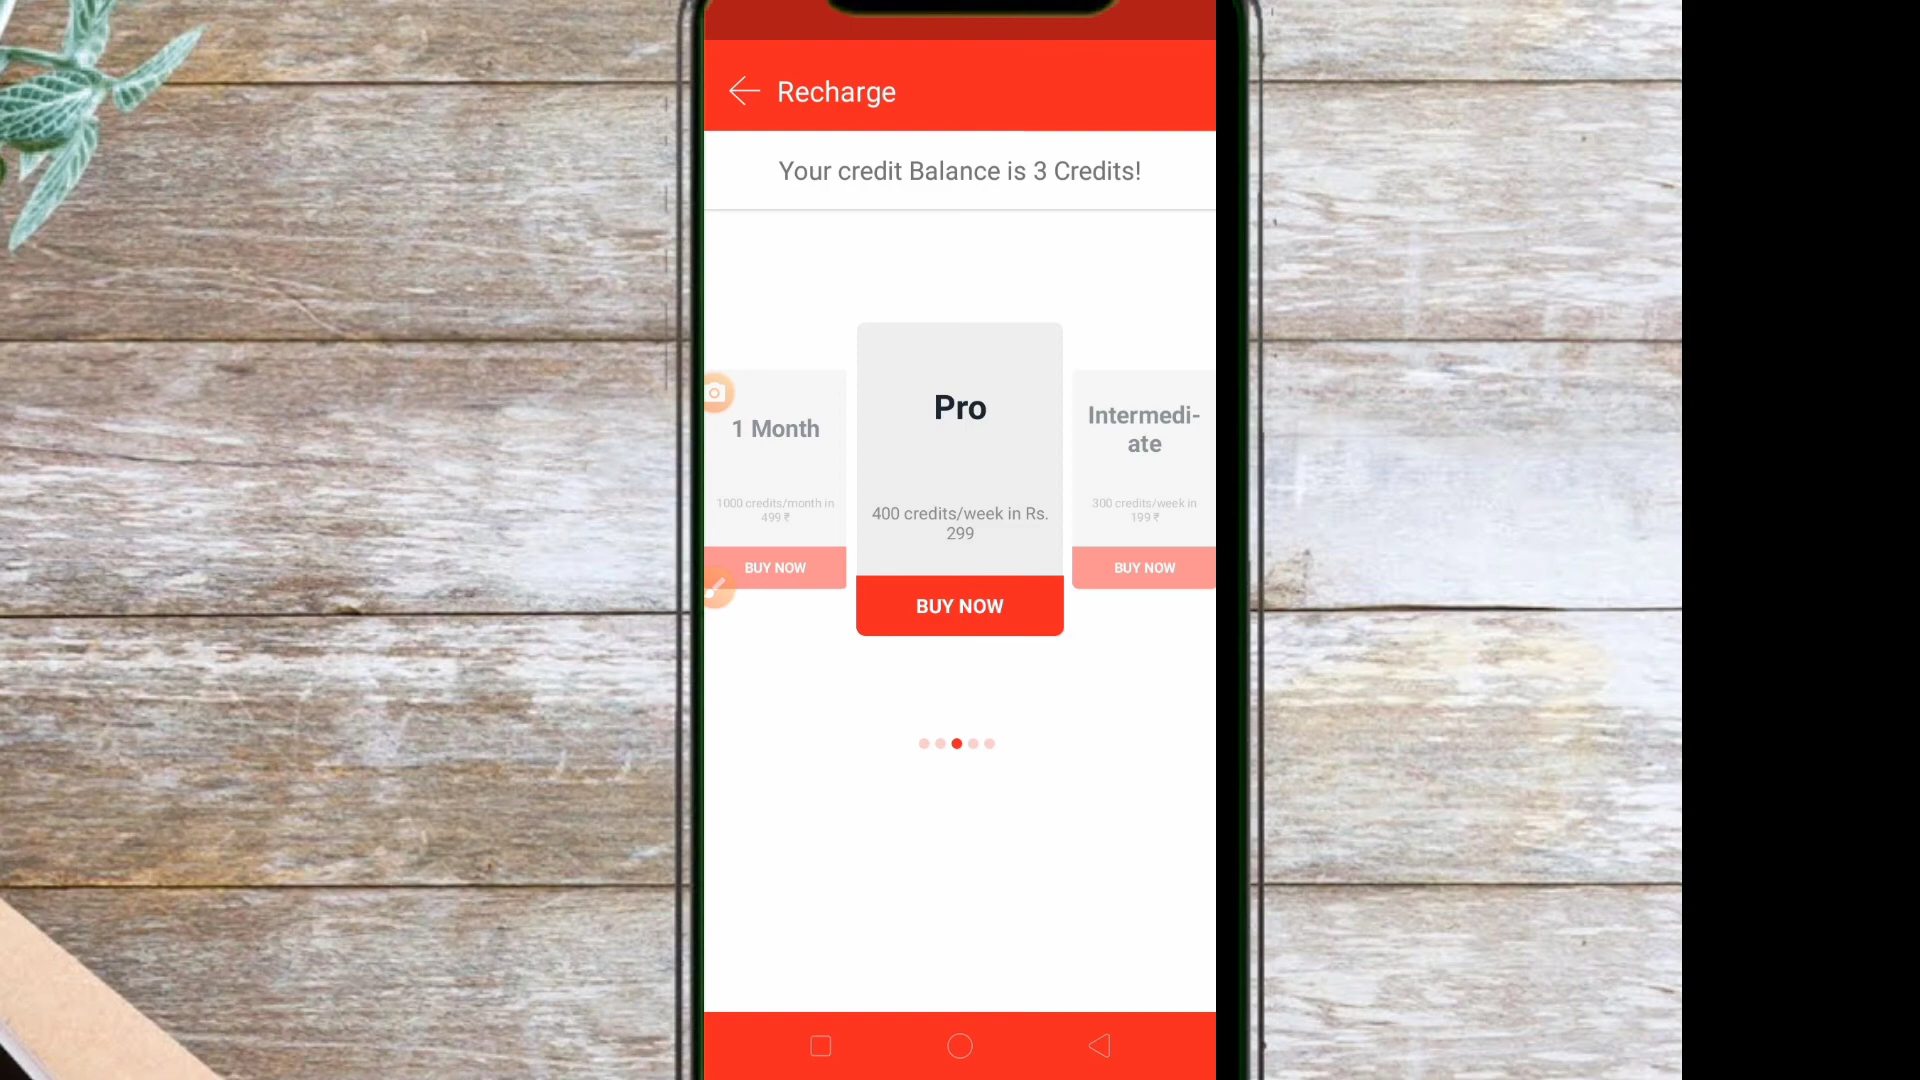 Recharge
Your credit Balance is 3 Credits!
1 Month
1000 credits/month in
499 ₹
BUY NOW
Pro
400 credits/week in Rs.
299
BUY NOW
Intermedi-
ate
300 credits/week in
199 ₹
BUY NOW